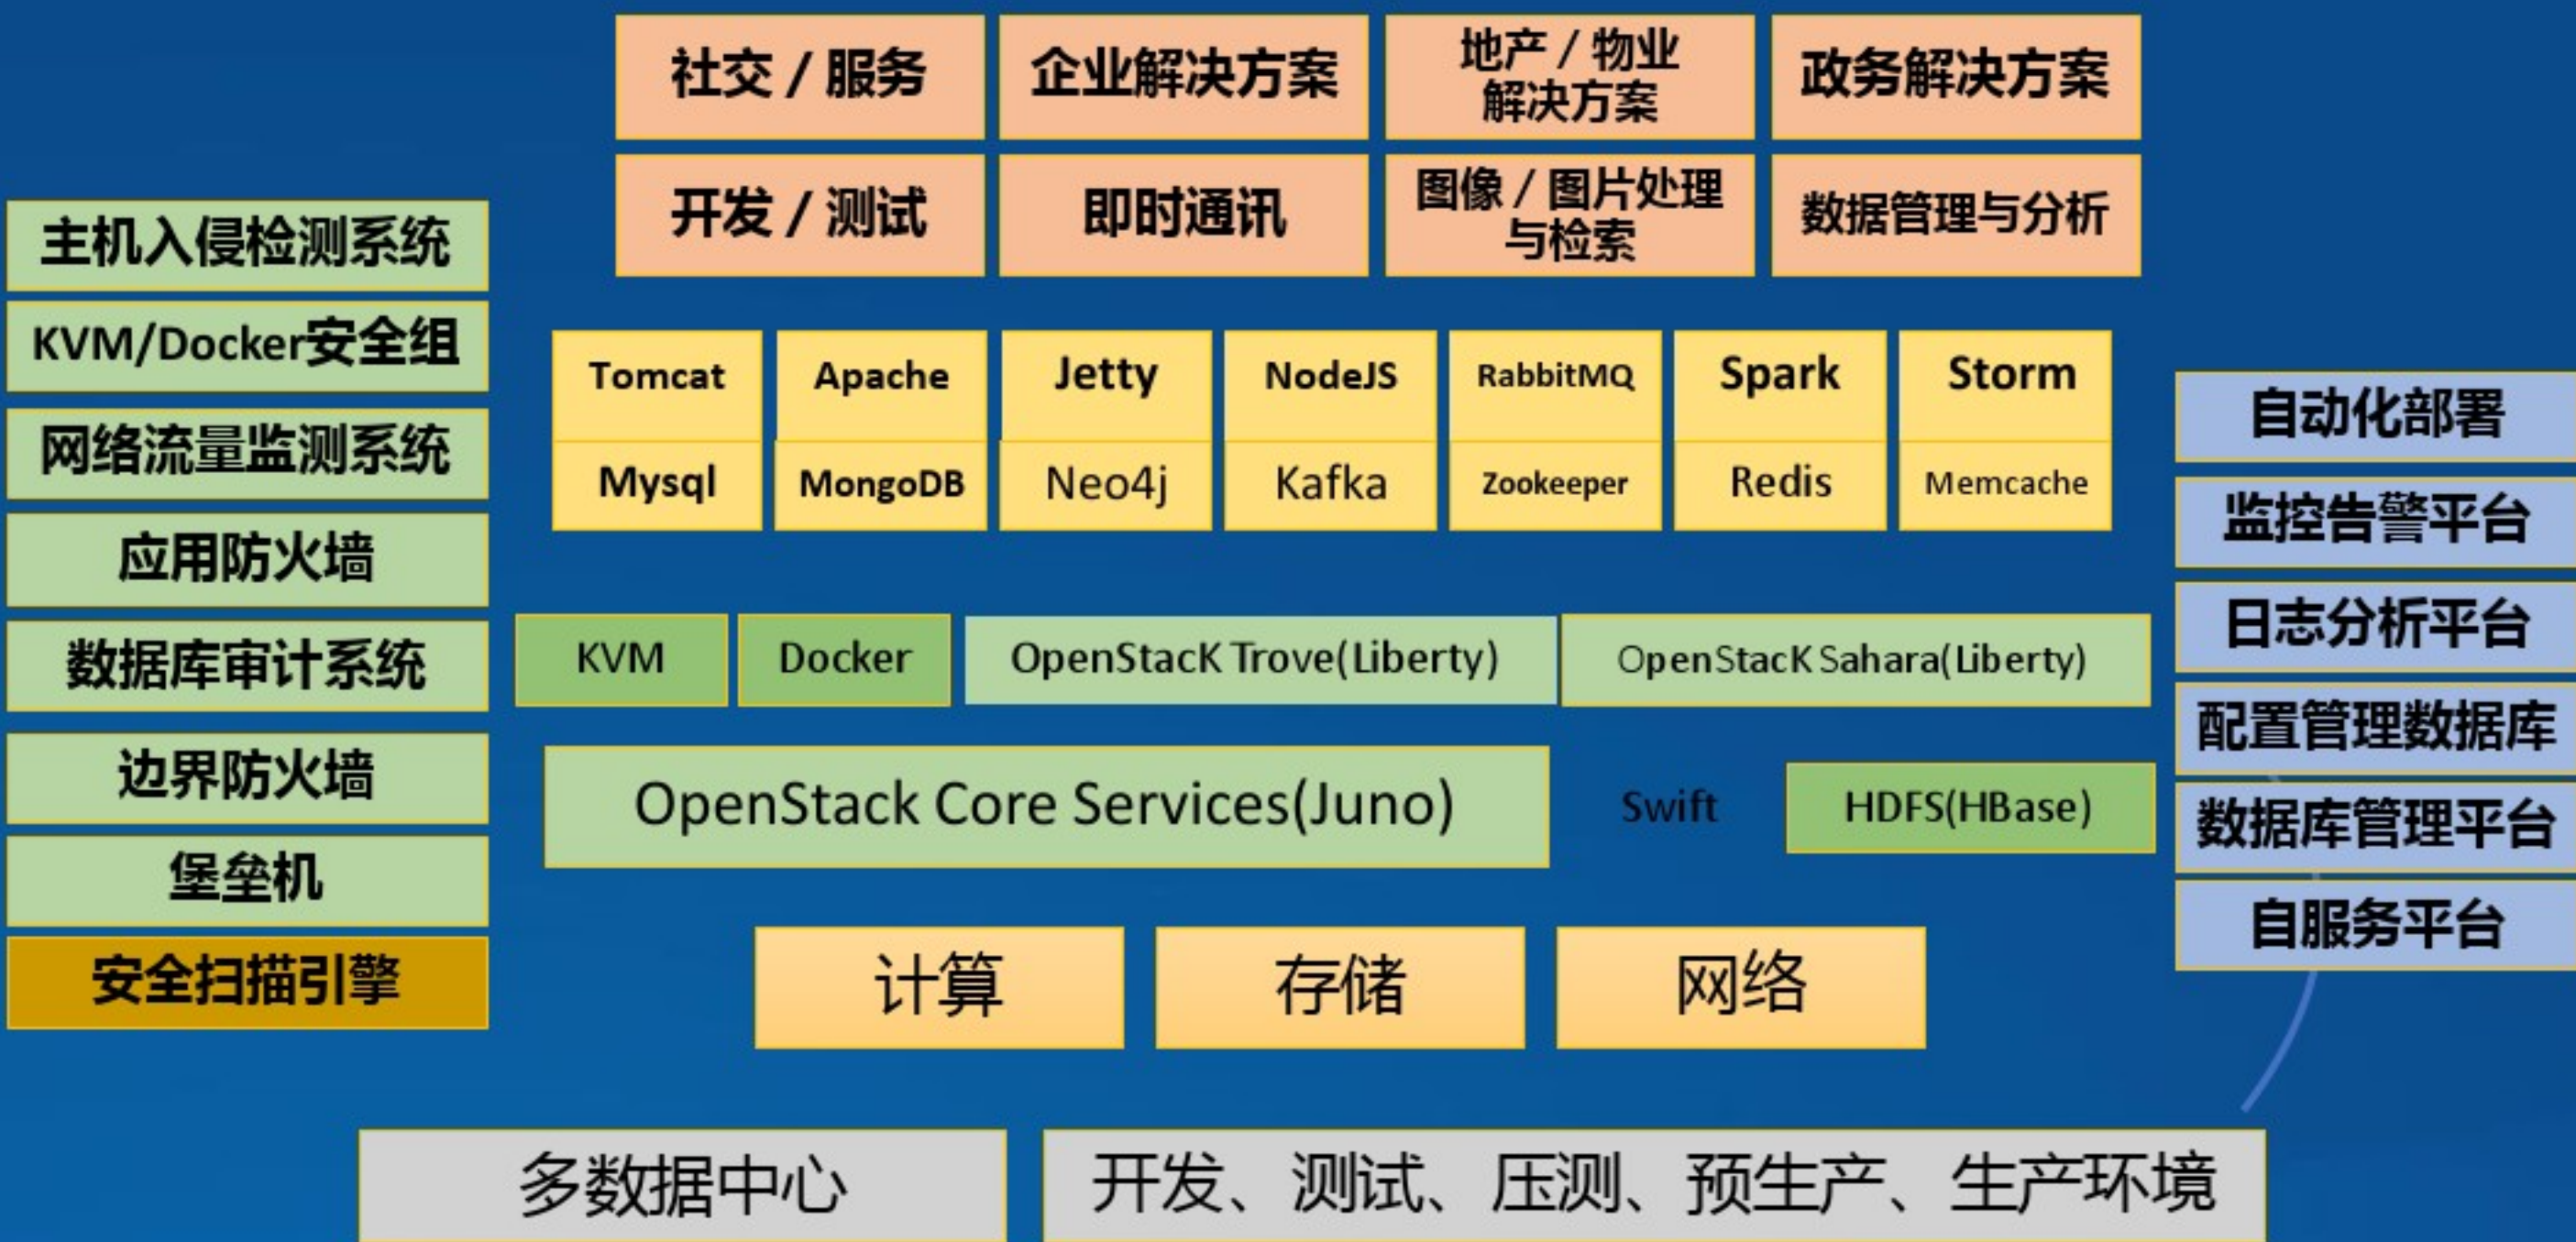 社交 / 服务
企业解决方案
地产 / 物业
解决方案
政务解决方案
开发 / 测试
即时通讯
图像 / 图片处理
与检索
数据管理与分析
主机入侵检测系统
KVM/Docker安全组
网络流量监测系统
应用防火墙
数据库审计系统
边界防火墙
堡垒机
安全扫描引擎
Tomcat
Apache
Jetty
NodeJS
RabbitMQ
Spark
Storm
Mysql
MongoDB
Neo4j
Kafka
Zookeeper
Redis
Memcache
KVM
Docker
OpenStacK Trove(Liberty)
OpenStacK Sahara(Liberty)
OpenStack Core Services(Juno)
Swift
HDFS(HBase)
计算
存储
网络
自动化部署
监控告警平台
日志分析平台
配置管理数据库
数据库管理平台
自服务平台
多数据中心
开发、测试、压测、预生产、生产环境